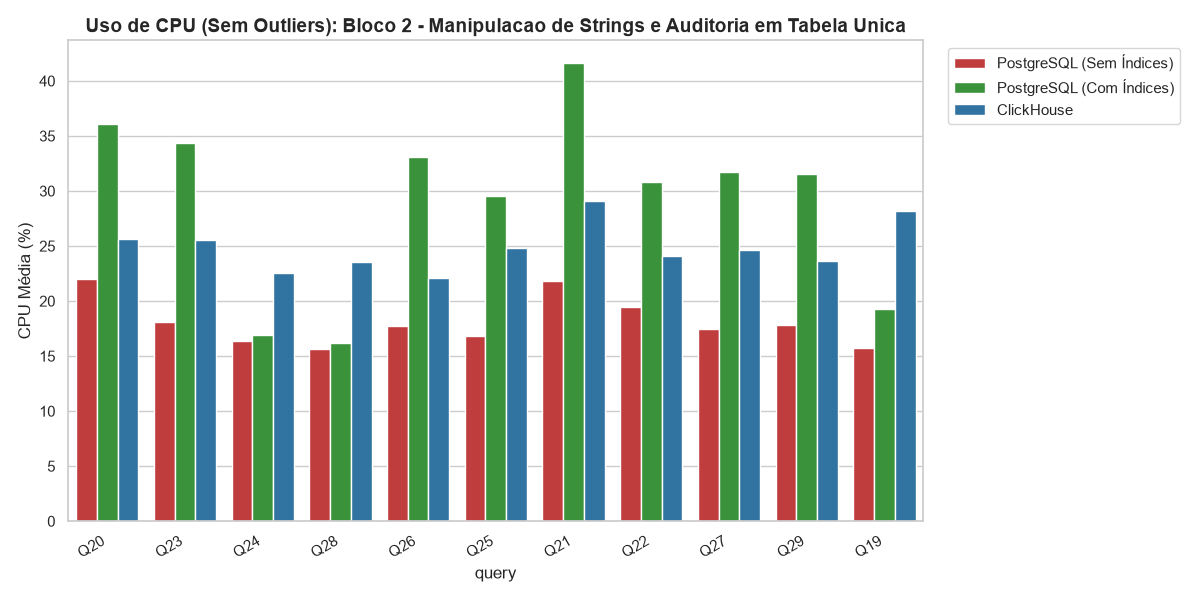 Uso de CPU (Sem Outliers): Bloco 2 - Manipulacao de Strings e Auditoria em Tabela Unica
PostgreSQL (Sem Índices)
PostgreSQL (Com Índices)
ClickHouse
CPU Média (%)
40
35
30
25
20
15
10
5
0
Q20 Q23 Q24 Q28 Q26 Q25 Q21 Q22 Q27 Q29 Q19
query